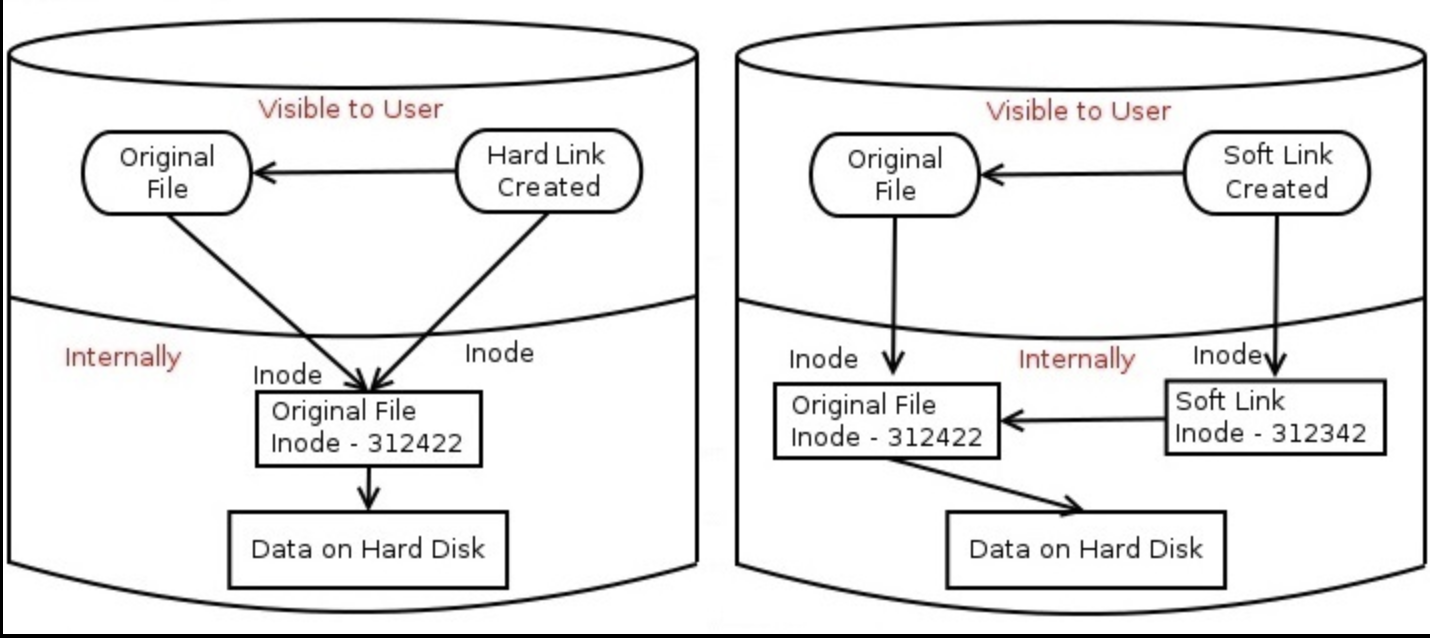 Visible to User
Original
File
Hard Link
Created
Internally
Inode
Inode
Original File
Inode - 312422
Data on Hard Disk
Visible to User
Original
File
Soft Link
Created
Inode
Internally
Inode
Original File
Inode - 312422
Soft Link
Inode - 312342
Data on Hard Disk